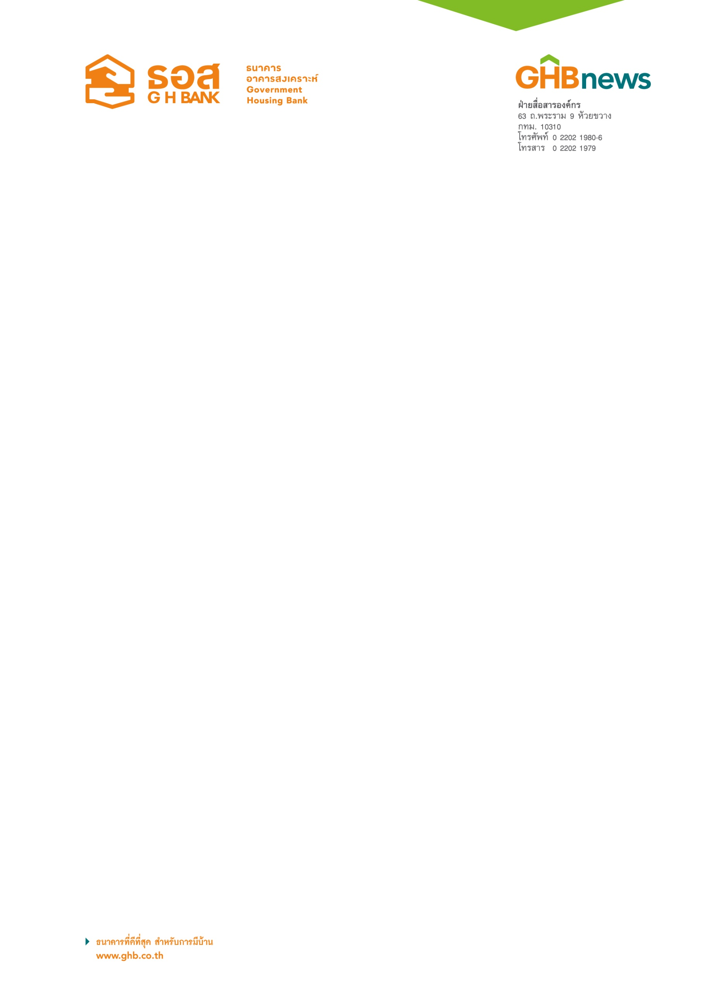 ธอส
GH BANK
ธนาคาร
อาคารสงเคราะห์
Government
Housing Bank
GHBnews
ฝ่ายสื่อสารองค์กร
63 ถ.พระราม 9 ห้วยขวาง
กทม. 10310
โทรศัพท์ 0 2202 1980-6
โทรสาร 0 2202 1979
ธนาคารที่ดีที่สุด สำหรับการมีบ้าน
www.ghb.co.th